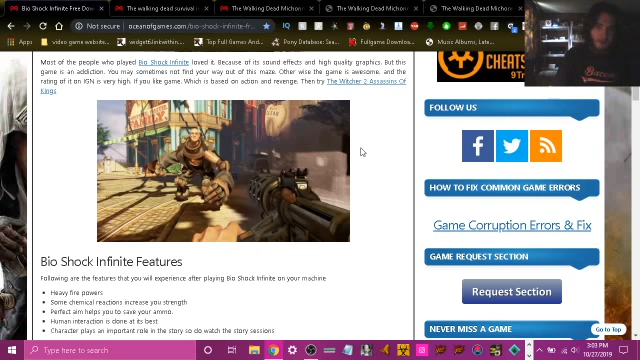 Bio Shock Infinite Free Down
The walking dead survival i
The Walking Dead Michonn
The Walking Dead Michonn
The Walking Dead Michonn
Not secure
oceanofgames.com/bio-shock-infinite-fr
Apps
video game website...
widget&linkwithin...
Top Full Games And...
Pony Database: Sea...
Fullgame Downloa...
Music Albums, Late...
Most of the people who played Bio Shock Infinite loved it. Because of its sound effects and high quality graphics. But this
game is an addiction. You may sometimes not find your way out of this maze. Other wise the game is awesome. and the
rating of it on IGN is very high. If you like game. Which is based on action and revenge. Then try The Witcher 2 Assassins Of
Kings
CHEATS
FOLLOW US
HOW TO FIX COMMON GAME ERRORS
Game Corruption Errors & Fix
GAME REQUEST SECTION
Request Section
NEVER MISS A GAME
Go to Top
Bio Shock Infinite Features
Following are the features that you will experience after playing Bio Shock Infinite on your machine
Heavy fire powers
Some chemical reactions increase you strength
Perfect aim helps you to save your ammo.
Human interaction is done at its best
Character plays an important role in the story so do watch the story sessions
Type here to search
3:03 PM
10/27/2019